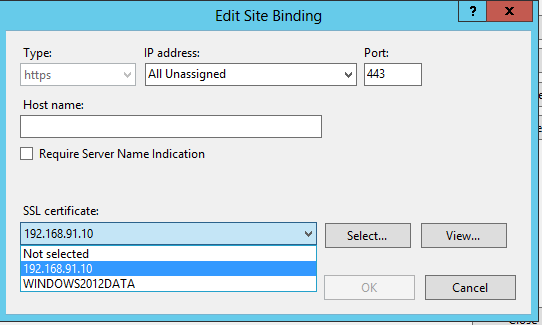 Edit Site Binding
? x
Type: IP address: Port:
https All Unassigned 443
Host name:
Require Server Name Indication
SSL certificate:
192.168.91.10 Select... View...
Not selected
192.168.91.10
WINDOWS2012DATA
OK Cancel
Close